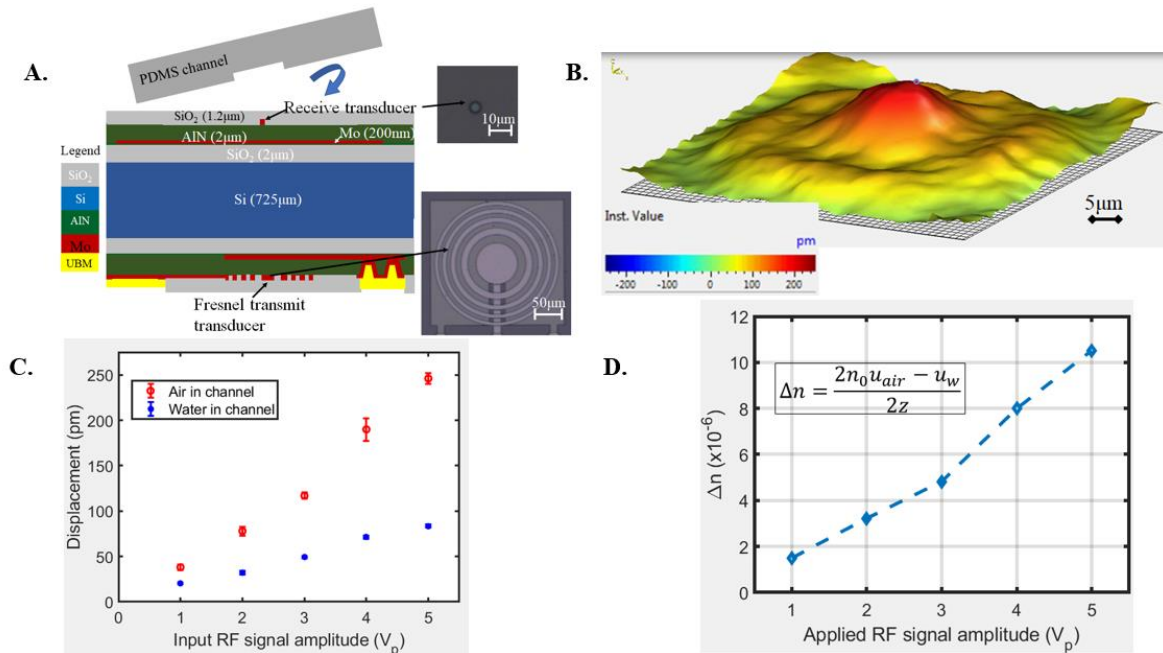 A.
PDMS channel
Receive transducer
SiO₂ (1.2μm)
10μm
AlN (2μm)
Mo (200nm)
SiO₂ (2μm)
Si (725μm)
Legend
SiO₂
Si
AlN
Mo
UBM
Fresnel transmit
transducer
50μm
B.
5μm
Inst. Value
pm
-200 -100 0 100 200
C.
Air in channel
Water in channel
Displacement (pm)
250
200
150
100
50
0
0 1 2 3 4 5
Input RF signal amplitude (Vₚ)
D.
Δn = (2n₀u_air − u_w) / 2z
Δn (x10⁻⁶)
12
10
8
6
4
2
0
1 2 3 4 5
Applied RF signal amplitude (Vₚ)